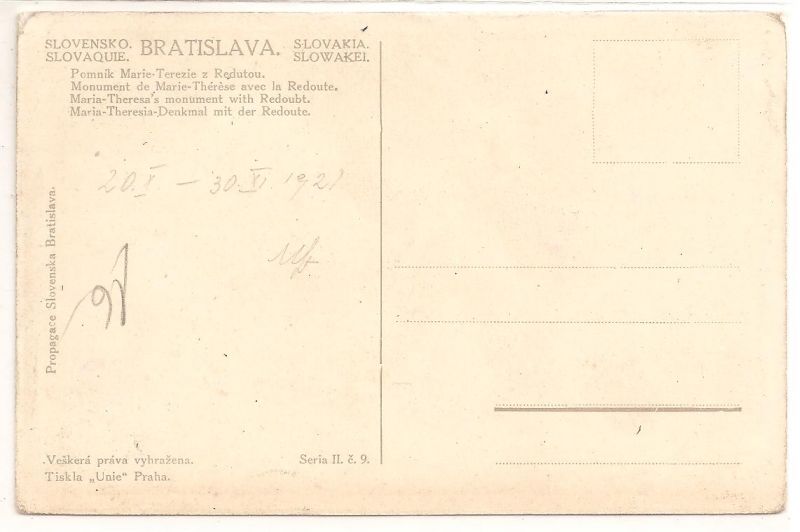 SLOVENSKO. BRATISLAVA. SLOVAKIA.
SLOVAQUIE. SLOWAKEI.
Pomník Marie-Terezie z Redutou.
Monument de Marie-Thérèse avec la Redoute.
Maria-Theresa's monument with Redoubt.
Maria-Theresia-Denkmal mit der Redoute.
20.X – 30.XI 1921
Propagace Slovenska Bratislava.
Veškerá práva vyhražena. Seria II. č. 9.
Tiskla „Unie" Praha.